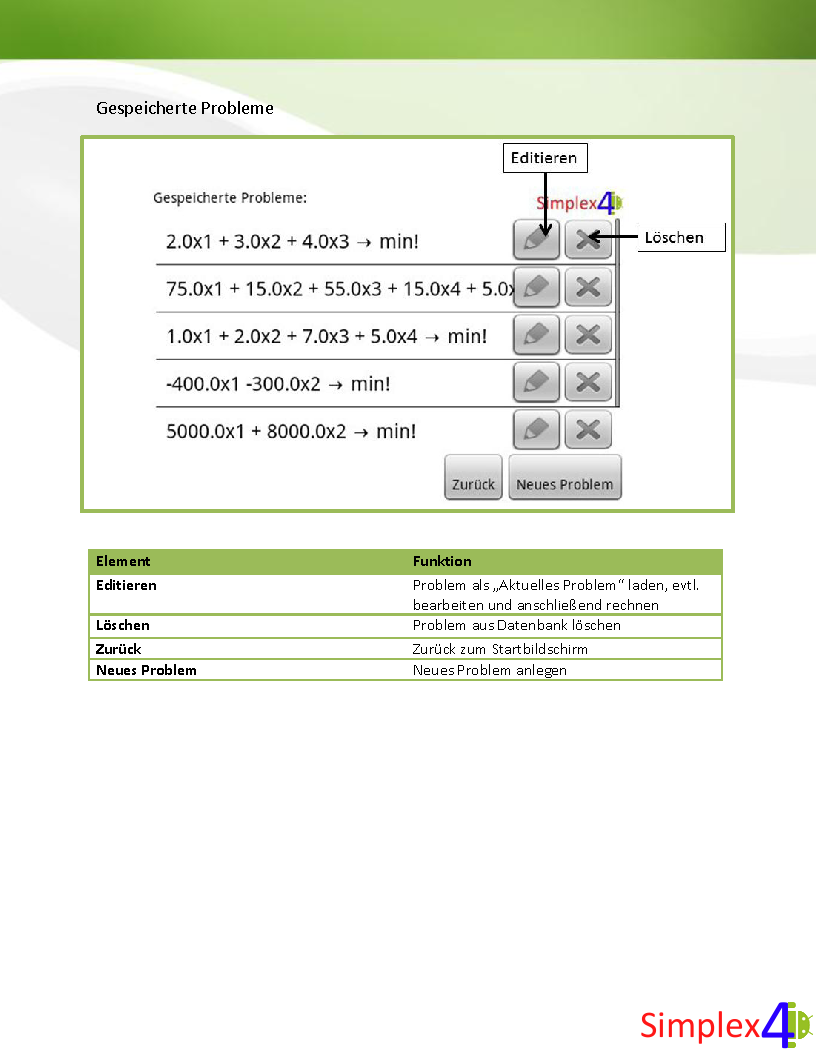 Gespeicherte Probleme
Editieren
Gespeicherte Probleme:
Simplex4
Löschen
2.0x1 + 3.0x2 + 4.0x3 → min!
75.0x1 + 15.0x2 + 55.0x3 + 15.0x4 + 5.0x
1.0x1 + 2.0x2 + 7.0x3 + 5.0x4 → min!
-400.0x1 -300.0x2 → min!
5000.0x1 + 8000.0x2 → min!
Zurück Neues Problem
Element Funktion
Editieren Problem als „Aktuelles Problem“ laden, evtl.
bearbeiten und anschließend rechnen
Löschen Problem aus Datenbank löschen
Zurück Zurück zum Startbildschirm
Neues Problem Neues Problem anlegen
Simplex4